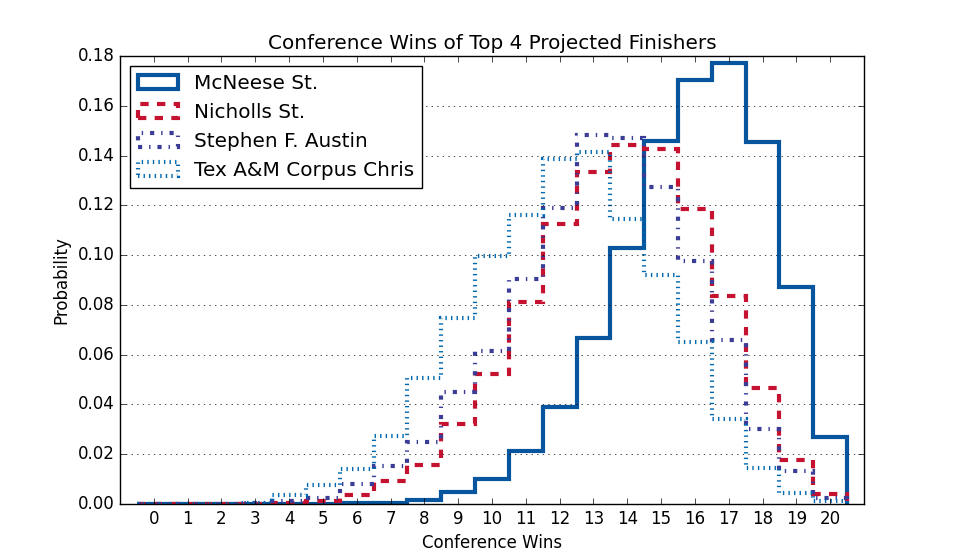 Conference Wins of Top 4 Projected Finishers
McNeese St.
Nicholls St.
Stephen F. Austin
Tex A&M Corpus Chris
Probability
0.18
0.16
0.14
0.12
0.10
0.08
0.06
0.04
0.02
0.00
0 1 2 3 4 5 6 7 8 9 10 11 12 13 14 15 16 17 18 19 20
Conference Wins